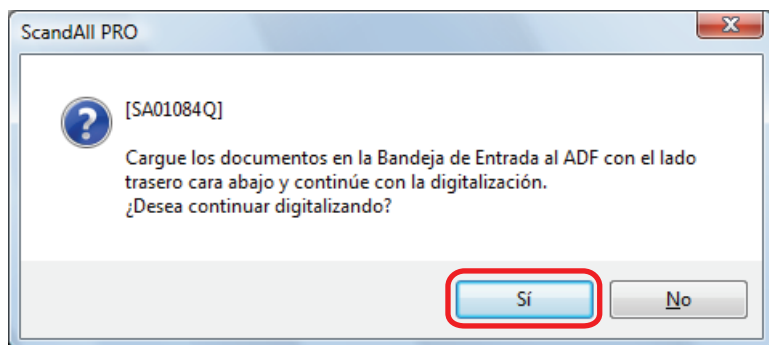 ScandAll PRO
[SA01084Q]
Cargue los documentos en la Bandeja de Entrada al ADF con el lado
trasero cara abajo y continúe con la digitalización.
¿Desea continuar digitalizando?
Sí
No